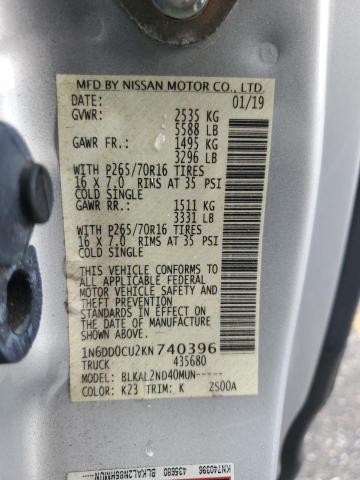 MFD BY NISSAN MOTOR CO., LTD.
DATE: 01/19
GVWR: 2535 KG
5588 LB
GAWR FR.: 1495 KG
3296 LB
WITH P265/70R16 TIRES
16 X 7.0 RIMS AT 35 PSI
COLD SINGLE
GAWR RR.: 1511 KG
3331 LB
WITH P265/70R16 TIRES
16 X 7.0 RIMS AT 35 PSI
COLD SINGLE
THIS VEHICLE CONFORMS TO
ALL APPLICABLE FEDERAL
MOTOR VEHICLE SAFETY AND
THEFT PREVENTION
STANDARDS IN EFFECT ON
THE DATE OF MANUFACTURE
SHOWN ABOVE
1N6DD0CU2KN740396
TRUCK 435680
MODEL: BLKAL2ND40MUN-----
COLOR: K23 TRIM: K ZS00A
KN740396
435680